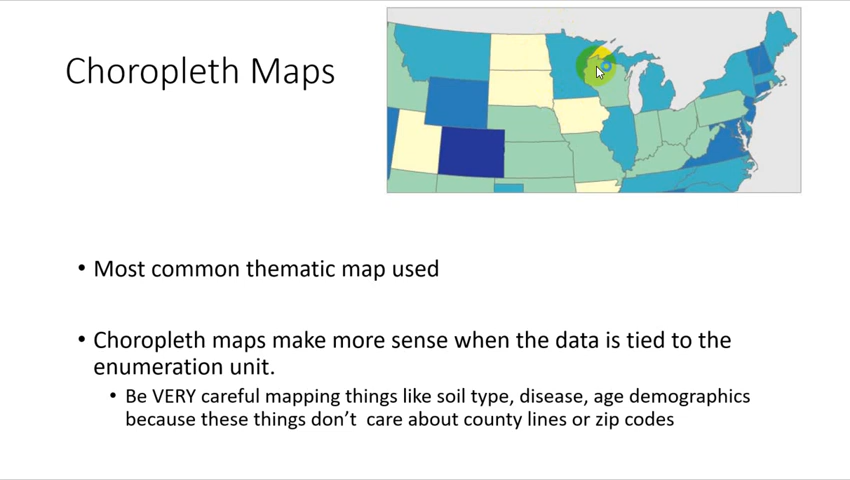 Choropleth Maps
• Most common thematic map used
• Choropleth maps make more sense when the data is tied to the
enumeration unit.
• Be VERY careful mapping things like soil type, disease, age demographics
because these things don’t  care about county lines or zip codes